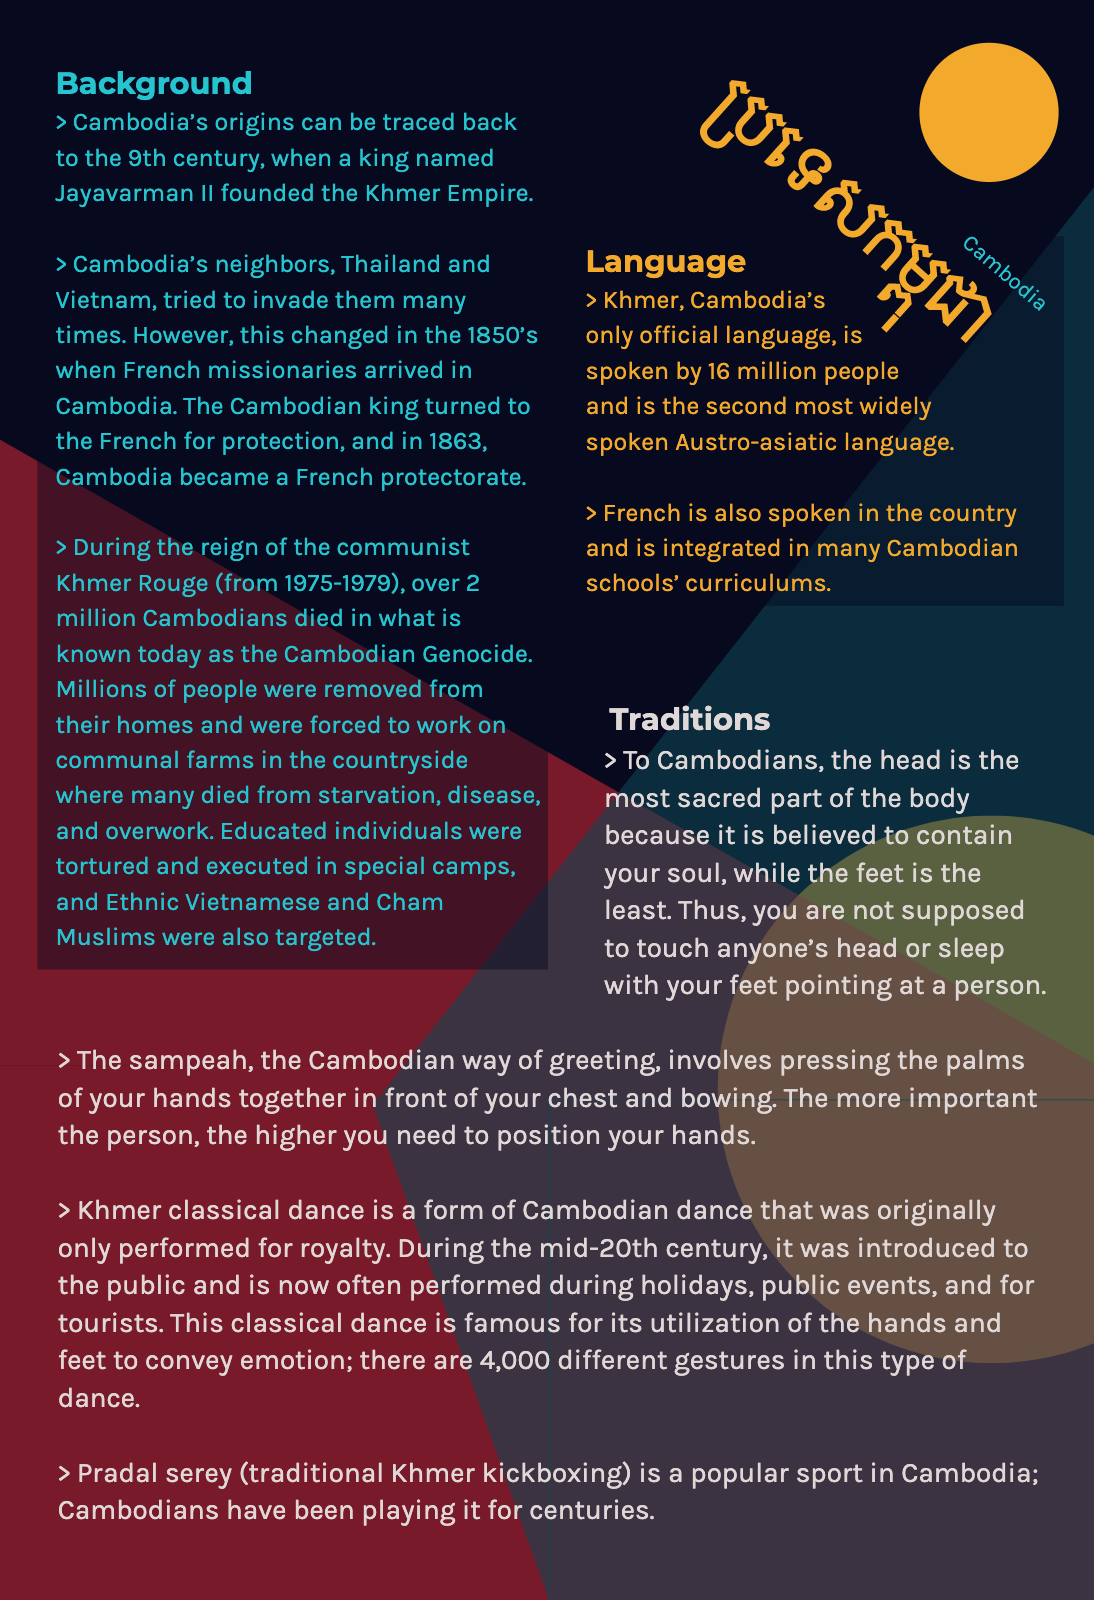 Background
> Cambodia’s origins can be traced back
to the 9th century, when a king named
Jayavarman II founded the Khmer Empire.
> Cambodia’s neighbors, Thailand and
Vietnam, tried to invade them many
times. However, this changed in the 1850’s
when French missionaries arrived in
Cambodia. The Cambodian king turned to
the French for protection, and in 1863,
Cambodia became a French protectorate.
> During the reign of the communist
Khmer Rouge (from 1975-1979), over 2
million Cambodians died in what is
known today as the Cambodian Genocide.
Millions of people were removed from
their homes and were forced to work on
communal farms in the countryside
where many died from starvation, disease,
and overwork. Educated individuals were
tortured and executed in special camps,
and Ethnic Vietnamese and Cham
Muslims were also targeted.
ប្រទេសកម្ពុជា
Cambodia
Language
> Khmer, Cambodia’s
only official language, is
spoken by 16 million people
and is the second most widely
spoken Austro-asiatic language.
> French is also spoken in the country
and is integrated in many Cambodian
schools’ curriculums.
Traditions
> To Cambodians, the head is the
most sacred part of the body
because it is believed to contain
your soul, while the feet is the
least. Thus, you are not supposed
to touch anyone’s head or sleep
with your feet pointing at a person.
> The sampeah, the Cambodian way of greeting, involves pressing the palms
of your hands together in front of your chest and bowing. The more important
the person, the higher you need to position your hands.
> Khmer classical dance is a form of Cambodian dance that was originally
only performed for royalty. During the mid-20th century, it was introduced to
the public and is now often performed during holidays, public events, and for
tourists. This classical dance is famous for its utilization of the hands and
feet to convey emotion; there are 4,000 different gestures in this type of
dance.
> Pradal serey (traditional Khmer kickboxing) is a popular sport in Cambodia;
Cambodians have been playing it for centuries.